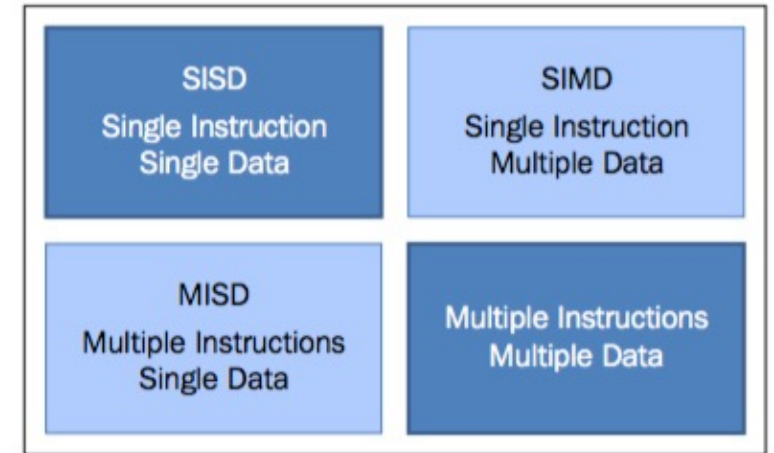 SISD
Single Instruction
Single Data
SIMD
Single Instruction
Multiple Data
MISD
Multiple Instructions
Single Data
Multiple Instructions
Multiple Data